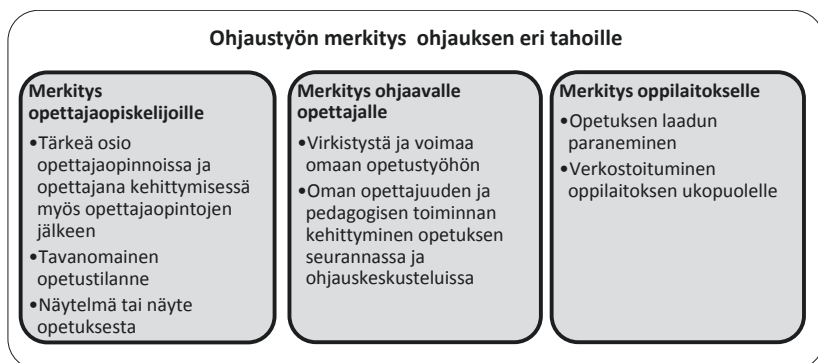 Ohjaustyön merkitys ohjauksen eri tahoille
Merkitys
opettajaopiskelijoille
•Tärkeä osio
opettajaopinnoissa ja
opettajana kehittymisessä
myös opettajaopintojen
jälkeen
•Tavanomainen
opetustilanne
•Näytelmä tai näyte
opetuksesta
Merkitys ohjaavalle
opettajalle
•Virkistystä ja voimaa
omaan opetustyöhön
•Oman opettajuuden ja
pedagogisen toiminnan
kehittyminen opetuksen
seurannassa ja
ohjauskeskusteluissa
Merkitys oppilaitokselle
•Opetuksen laadun
paraneminen
•Verkostoituminen
oppilaitoksen ukopuolelle